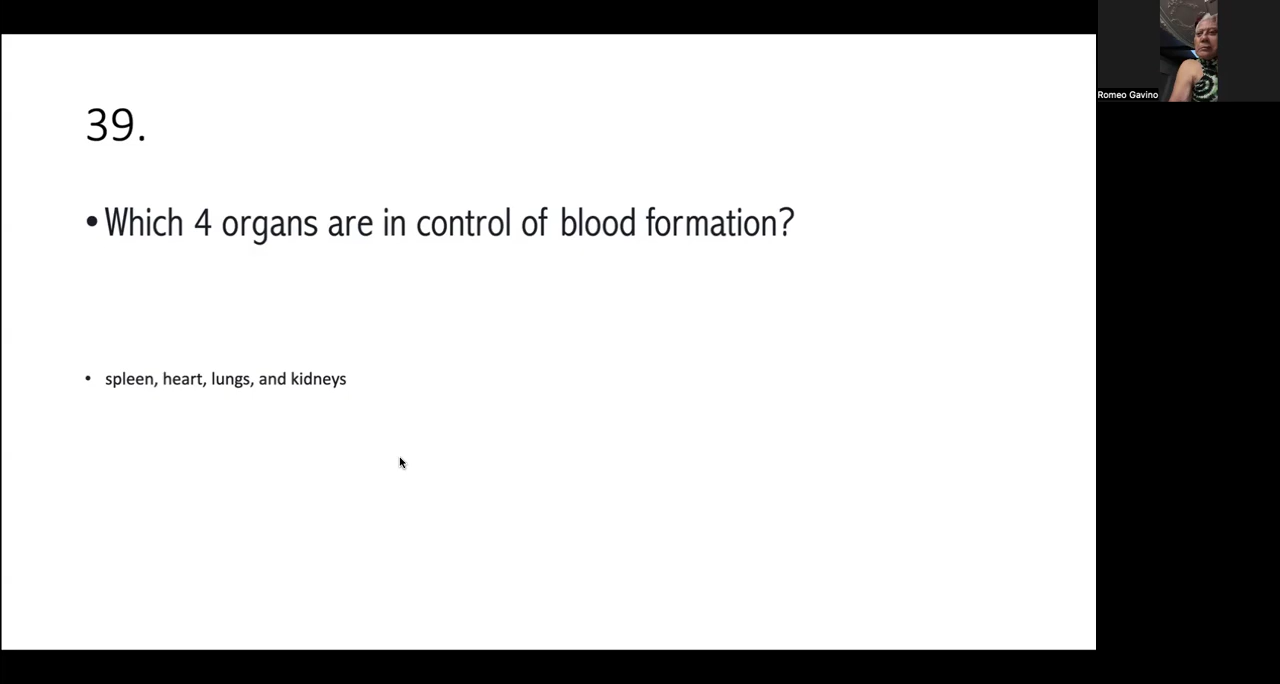 39.
• Which 4 organs are in control of blood formation?
• spleen, heart, lungs, and kidneys
Romeo Gavino